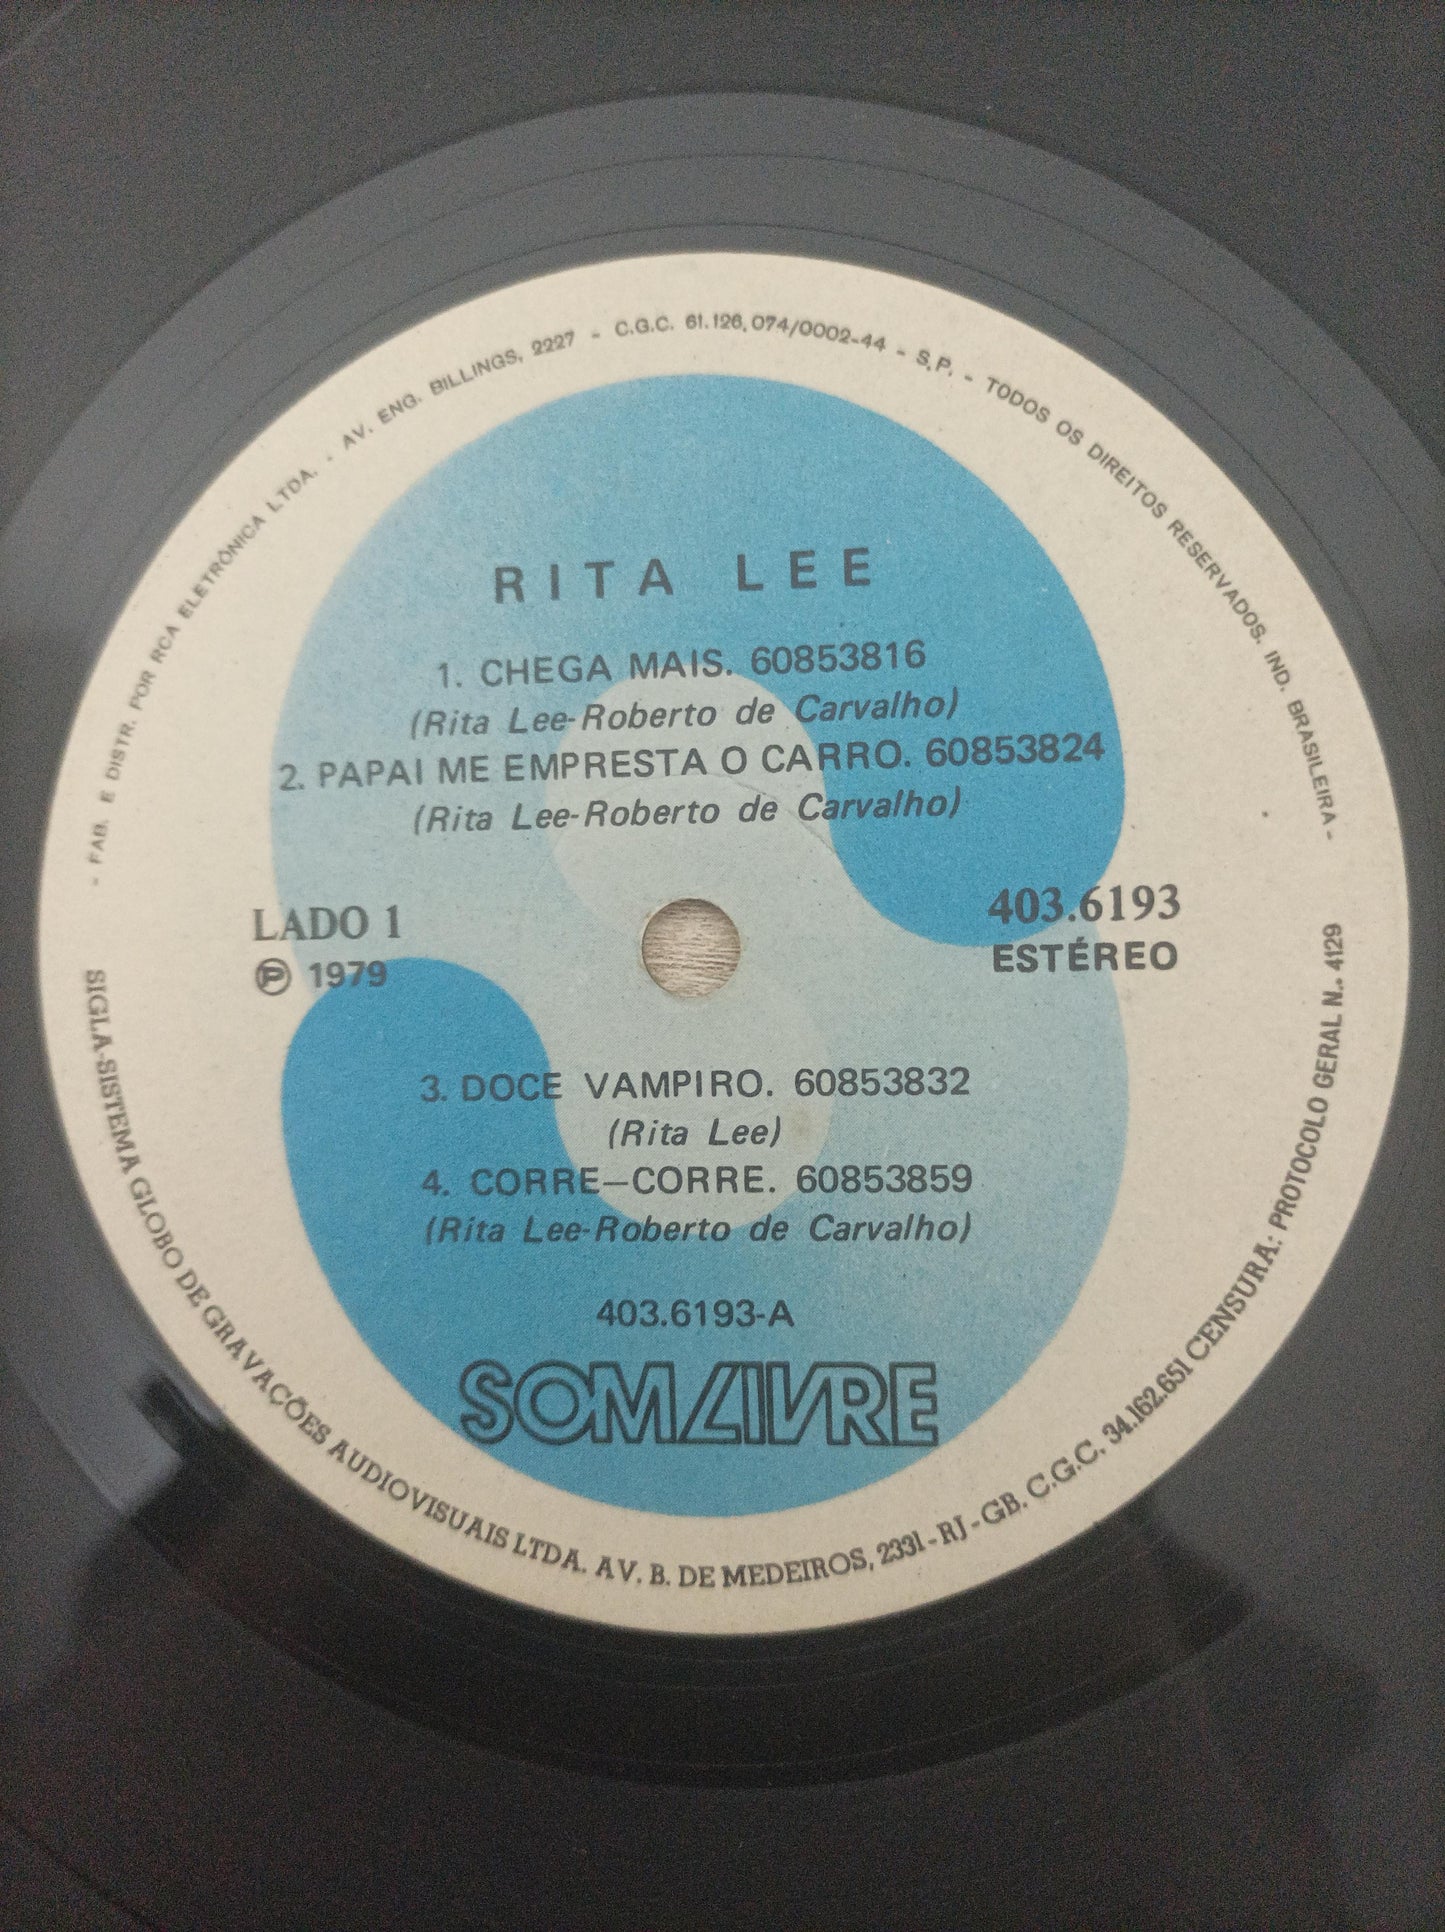 - FAB. E DISTR. POR RCA ELETRÔNICA LTDA. - AV. ENG. BILLINGS, 2227 - C.G.C. 61.126.074/0002-44 - S.P. - TODOS OS DIREITOS RESERVADOS. IND. BRASILEIRA -
RITA LEE
1. CHEGA MAIS. 60853816
(Rita Lee-Roberto de Carvalho)
2. PAPAI ME EMPRESTA O CARRO. 60853824
(Rita Lee-Roberto de Carvalho)
LADO 1
Ⓟ 1979
403.6193
ESTÉREO
3. DOCE VAMPIRO. 60853832
(Rita Lee)
4. CORRE—CORRE. 60853859
(Rita Lee-Roberto de Carvalho)
403.6193-A
SOM LIVRE
SIGLA-SISTEMA GLOBO DE GRAVAÇÕES AUDIOVISUAIS LTDA. AV. B. DE MEDEIROS, 2331 - RJ - GB. C.G.C. 34.162.651 CENSURA: PROTOCOLO GERAL N.. 4129